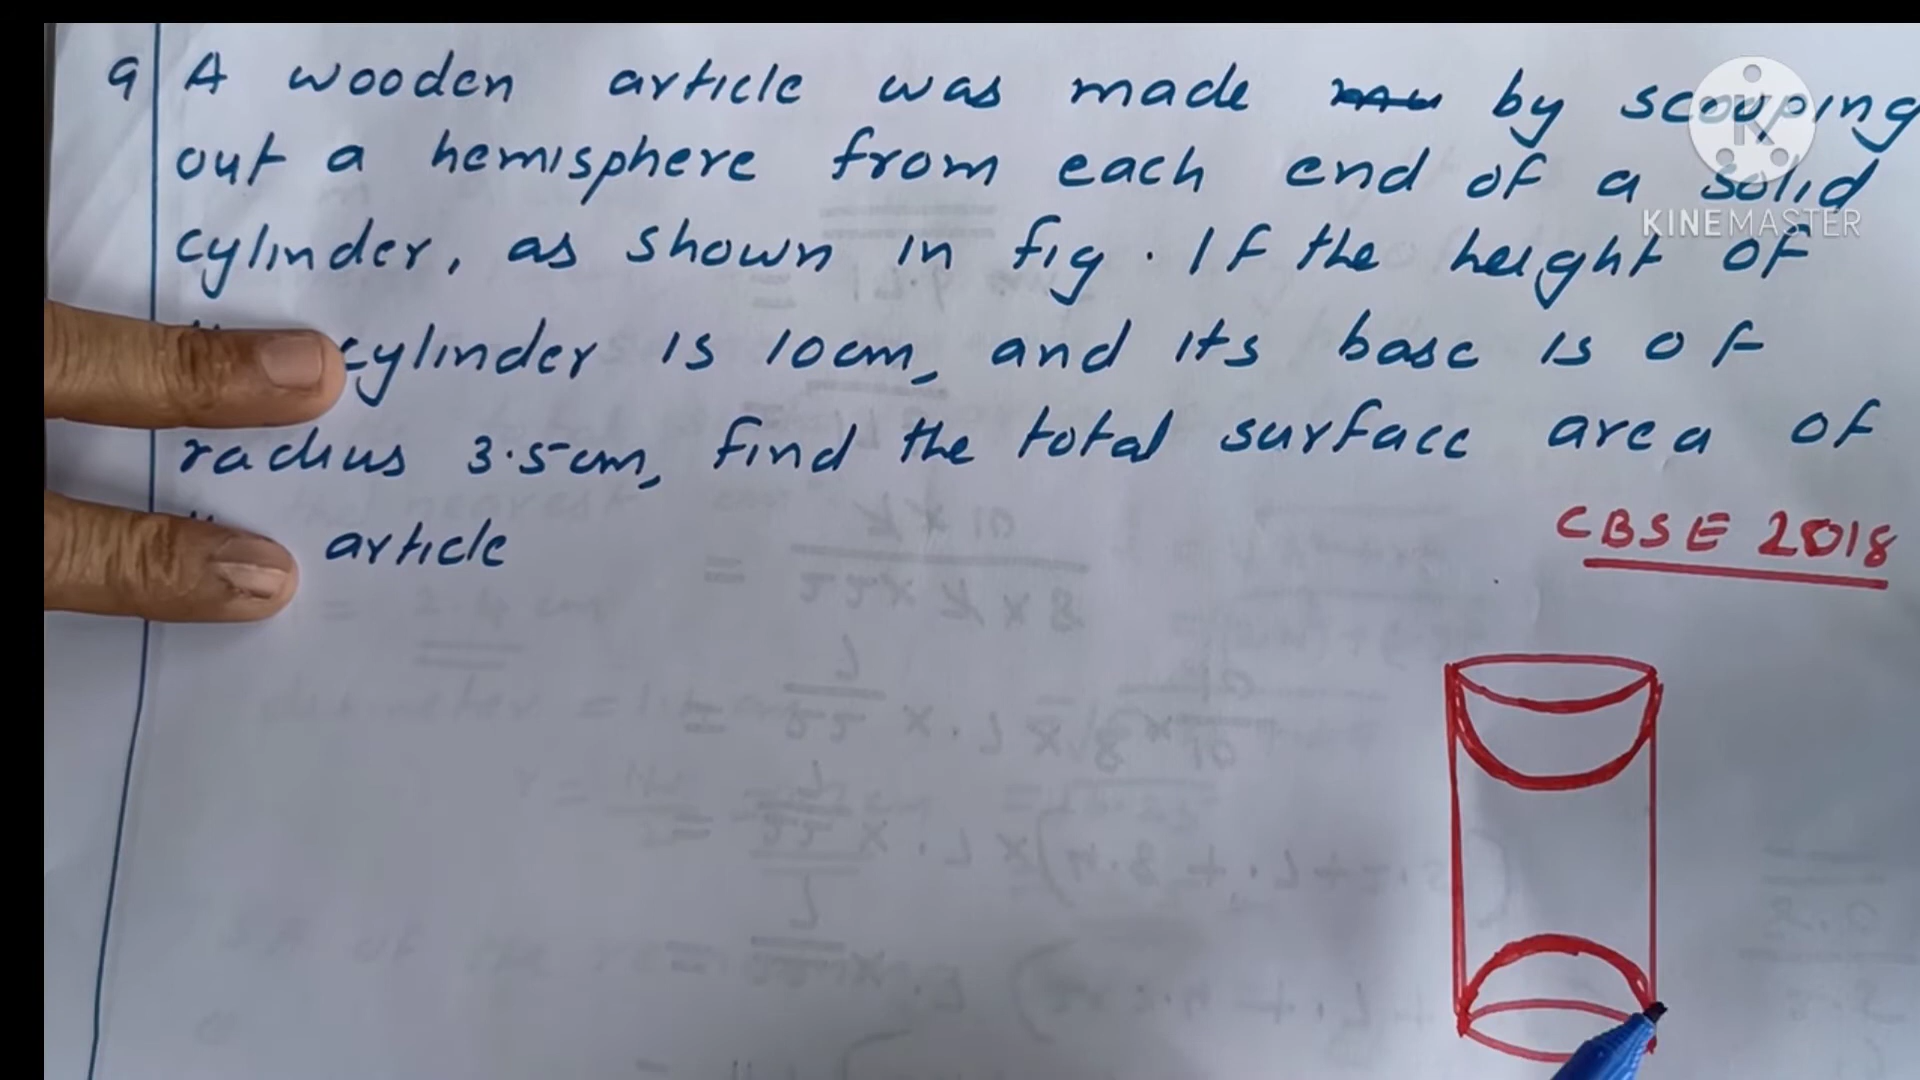 9 A wooden article was made by scooping
out a hemisphere from each end of a solid
cylinder, as shown in fig. If the height of
cylinder is 10cm, and its base is of
radius 3.5cm, find the total surface area of
article
CBSE 2018
KINEMASTER